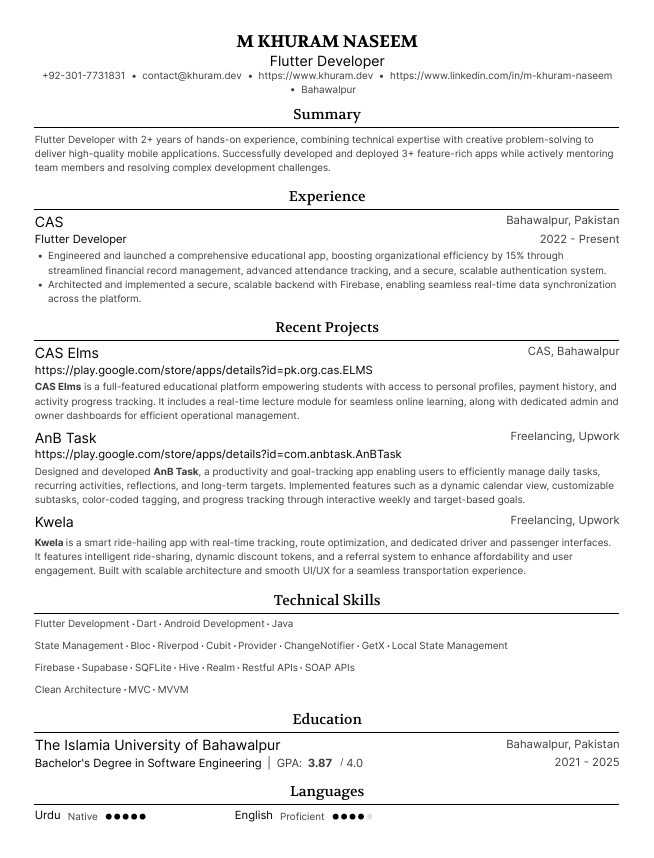 M KHURAM NASEEM
Flutter Developer
+92-301-7731831 • contact@khuram.dev • https://www.khuram.dev • https://www.linkedin.com/in/m-khuram-naseem
• Bahawalpur
Summary
Flutter Developer with 2+ years of hands-on experience, combining technical expertise with creative problem-solving to
deliver high-quality mobile applications. Successfully developed and deployed 3+ feature-rich apps while actively mentoring
team members and resolving complex development challenges.
Experience
CAS Bahawalpur, Pakistan
Flutter Developer 2022 - Present
• Engineered and launched a comprehensive educational app, boosting organizational efficiency by 15% through
streamlined financial record management, advanced attendance tracking, and a secure, scalable authentication system.
• Architected and implemented a secure, scalable backend with Firebase, enabling seamless real-time data synchronization
across the platform.
Recent Projects
CAS Elms CAS, Bahawalpur
https://play.google.com/store/apps/details?id=pk.org.cas.ELMS
CAS Elms is a full-featured educational platform empowering students with access to personal profiles, payment history, and
activity progress tracking. It includes a real-time lecture module for seamless online learning, along with dedicated admin and
owner dashboards for efficient operational management.
AnB Task Freelancing, Upwork
https://play.google.com/store/apps/details?id=com.anbtask.AnBTask
Designed and developed AnB Task, a productivity and goal-tracking app enabling users to efficiently manage daily tasks,
recurring activities, reflections, and long-term targets. Implemented features such as a dynamic calendar view, customizable
subtasks, color-coded tagging, and progress tracking through interactive weekly and target-based goals.
Kwela Freelancing, Upwork
Kwela is a smart ride-hailing app with real-time tracking, route optimization, and dedicated driver and passenger interfaces.
It features intelligent ride-sharing, dynamic discount tokens, and a referral system to enhance affordability and user
engagement. Built with scalable architecture and smooth UI/UX for a seamless transportation experience.
Technical Skills
Flutter Development · Dart · Android Development · Java
State Management · Bloc · Riverpod · Cubit · Provider · ChangeNotifier · GetX · Local State Management
Firebase · Supabase · SQFLite · Hive · Realm · Restful APIs · SOAP APIs
Clean Architecture · MVC · MVVM
Education
The Islamia University of Bahawalpur Bahawalpur, Pakistan
Bachelor's Degree in Software Engineering | GPA: 3.87 / 4.0 2021 - 2025
Languages
Urdu Native English Proficient